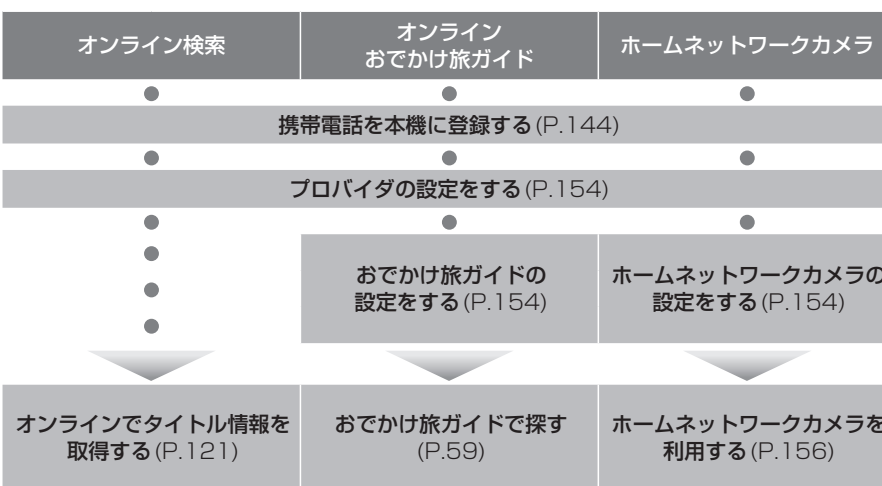 オンライン検索
オンライン
おでかけ旅ガイド
ホームネットワークカメラ
携帯電話を本機に登録する(P.144)
プロバイダの設定をする(P.154)
おでかけ旅ガイドの
設定をする(P.154)
ホームネットワークカメラの
設定をする(P.154)
オンラインでタイトル情報を
取得する(P.121)
おでかけ旅ガイドで探す
(P.59)
ホームネットワークカメラを
利用する(P.156)